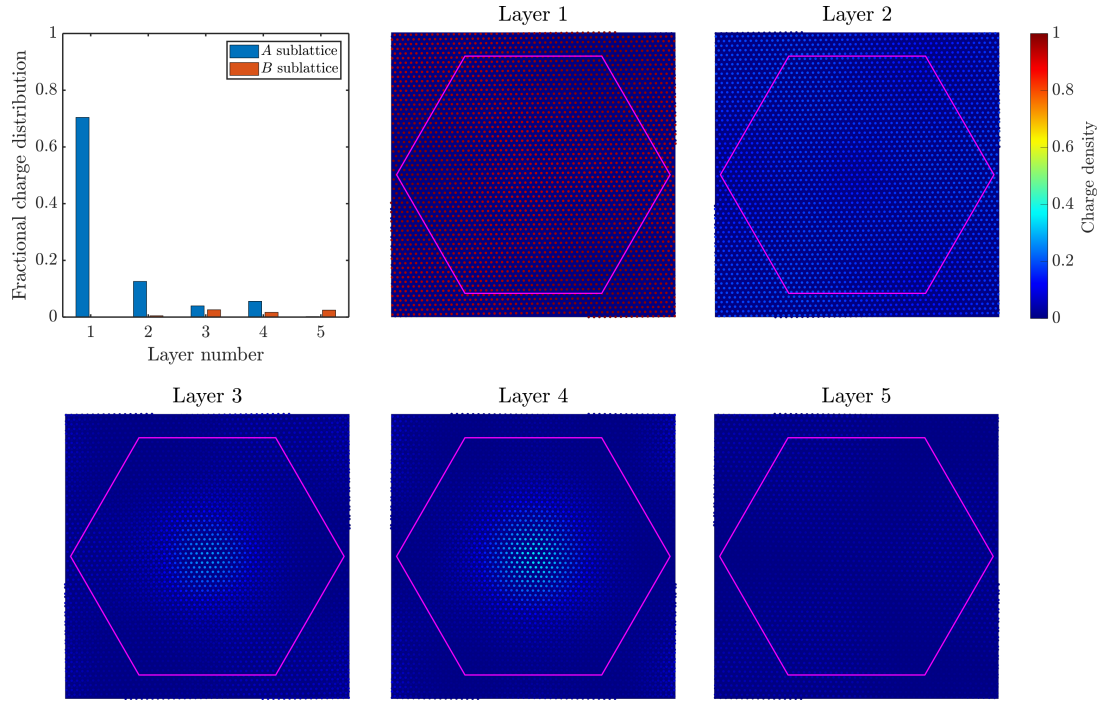 Layer 1
Layer 2
Fractional charge distribution
1
0.8
0.6
0.4
0.2
0
A sublattice
B sublattice
1 2 3 4 5
Layer number
1
0.8
0.6
0.4
0.2
0
Charge density
Layer 3
Layer 4
Layer 5